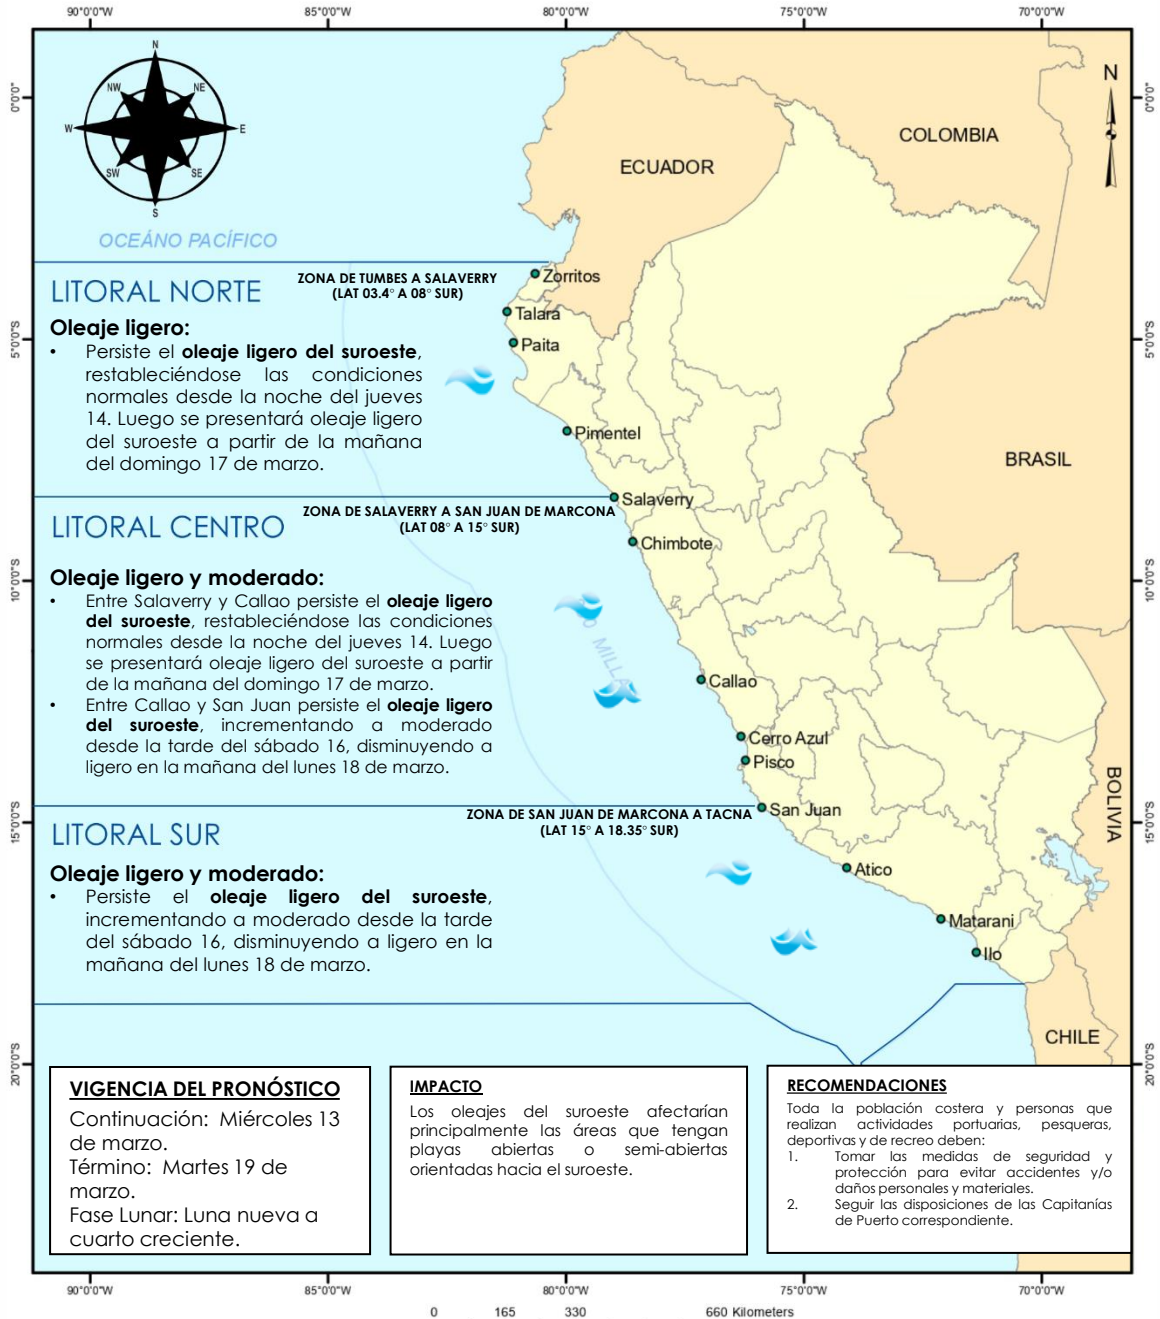 90°0'0"W 85°0'0"W 80°0'0"W 75°0'0"W 70°0'0"W
N
NW NE
W E
SW SE
S
N
0°0'0"
0°0'0"
COLOMBIA
ECUADOR
OCEÁNO PACÍFICO
LITORAL NORTE
ZONA DE TUMBES A SALAVERRY
(LAT 03.4° A 08° SUR)
Zorritos
Talara
Paita
Pimentel
5°0'0"S
5°0'0"S
Oleaje ligero:
• Persiste el oleaje ligero del suroeste,
restableciéndose las condiciones
normales desde la noche del jueves
14. Luego se presentará oleaje ligero
del suroeste a partir de la mañana
del domingo 17 de marzo.
BRASIL
Salaverry
LITORAL CENTRO
ZONA DE SALAVERRY A SAN JUAN DE MARCONA
(LAT 08° A 15° SUR)
Chimbote
10°0'0"S
10°0'0"S
Oleaje ligero y moderado:
• Entre Salaverry y Callao persiste el oleaje ligero
del suroeste, restableciéndose las condiciones
normales desde la noche del jueves 14. Luego
se presentará oleaje ligero del suroeste a partir
de la mañana del domingo 17 de marzo.
• Entre Callao y San Juan persiste el oleaje ligero
del suroeste, incrementando a moderado
desde la tarde del sábado 16, disminuyendo a
ligero en la mañana del lunes 18 de marzo.
Callao
Cerro Azul
Pisco
San Juan
BOLIVIA
15°0'0"S
15°0'0"S
LITORAL SUR
ZONA DE SAN JUAN DE MARCONA A TACNA
(LAT 15° A 18.35° SUR)
Oleaje ligero y moderado:
• Persiste el oleaje ligero del suroeste,
incrementando a moderado desde la tarde
del sábado 16, disminuyendo a ligero en la
mañana del lunes 18 de marzo.
Atico
Matarani
Ilo
CHILE
20°0'0"S
20°0'0"S
VIGENCIA DEL PRONÓSTICO
Continuación: Miércoles 13
de marzo.
Término: Martes 19 de
marzo.
Fase Lunar: Luna nueva a
cuarto creciente.
IMPACTO
Los oleajes del suroeste afectarían
principalmente las áreas que tengan
playas abiertas o semi-abiertas
orientadas hacia el suroeste.
RECOMENDACIONES
Toda la población costera y personas que
realizan actividades portuarias, pesqueras,
deportivas y de recreo deben:
1. Tomar las medidas de seguridad y
protección para evitar accidentes y/o
daños personales y materiales.
2. Seguir las disposiciones de las Capitanías
de Puerto correspondiente.
90°0'0"W 85°0'0"W 80°0'0"W 75°0'0"W 70°0'0"W
0 165 330 660 Kilometers